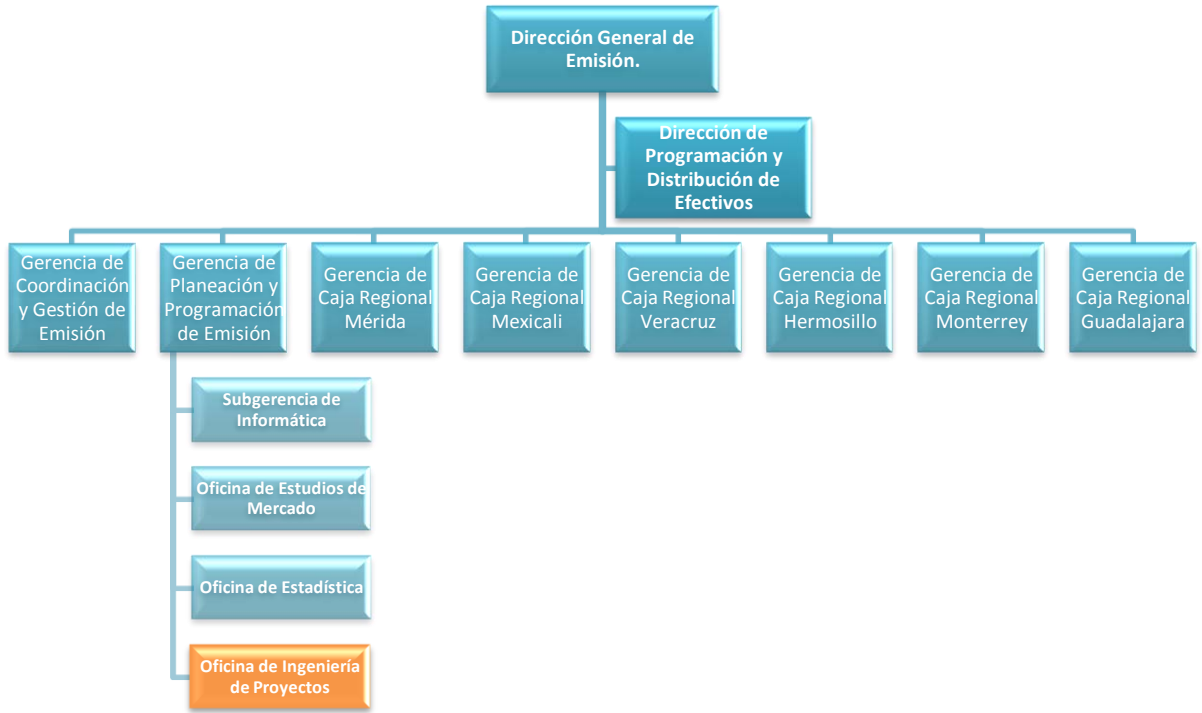 Dirección General de
Emisión.
Dirección de
Programación y
Distribución de
Efectivos
Gerencia de
Coordinación
y Gestión de
Emisión
Gerencia de
Planeación y
Programación
de Emisión
Gerencia de
Caja Regional
Mérida
Gerencia de
Caja Regional
Mexicali
Gerencia de
Caja Regional
Veracruz
Gerencia de
Caja Regional
Hermosillo
Gerencia de
Caja Regional
Monterrey
Gerencia de
Caja Regional
Guadalajara
Subgerencia de
Informática
Oficina de Estudios de
Mercado
Oficina de Estadística
Oficina de Ingeniería
de Proyectos